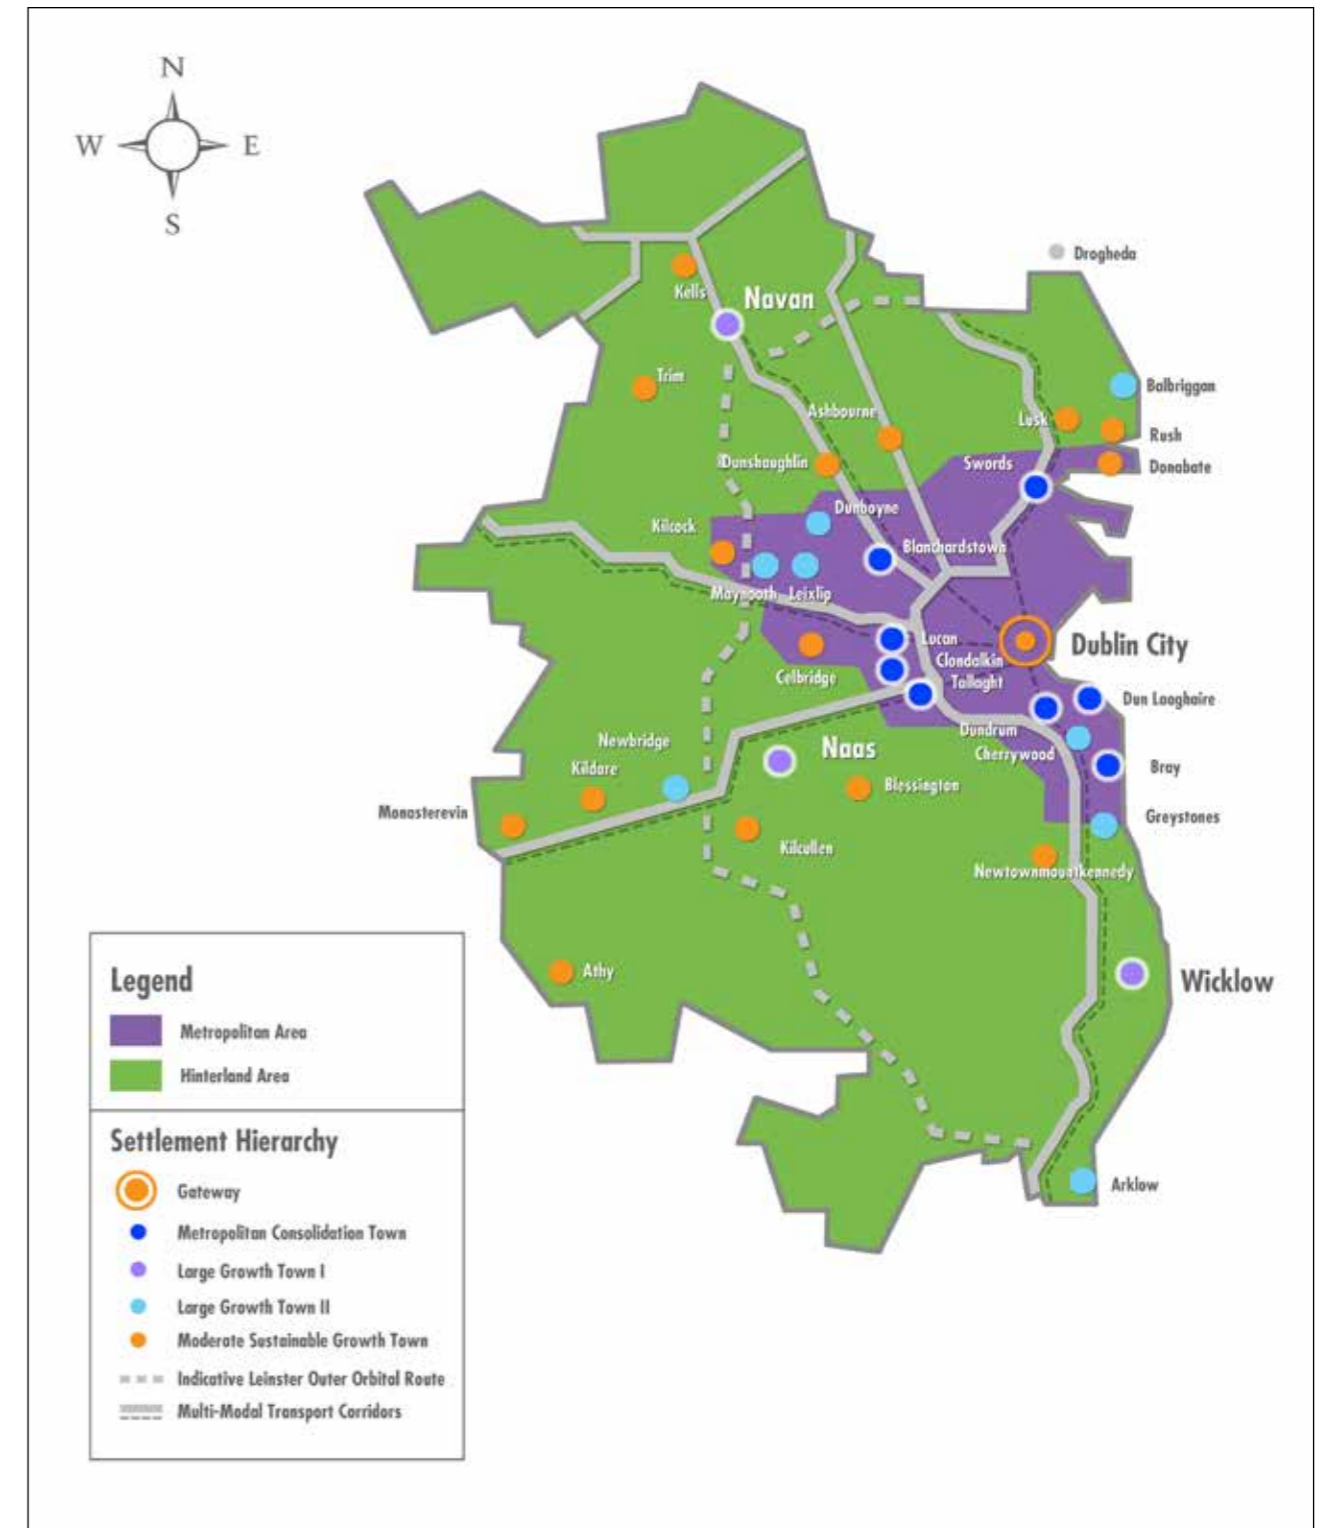 N
W E
S
Drogheda
Kells
Navan
Trim
Balbriggan
Ashbourne
Lusk
Rush
Dunshaughlin
Swords
Donabate
Kilcock
Dunboyne
Blanchardstown
Maynooth
Leixlip
Lucan
Dublin City
Clondalkin
Celbridge
Tallaght
Dun Laoghaire
Dundrum
Newbridge
Naas
Cherrywood
Kildare
Bray
Blessington
Monasterevin
Greystones
Kilcullen
Newtownmountkennedy
Athy
Wicklow
Arklow
Legend
Metropolitan Area
Hinterland Area
Settlement Hierarchy
Gateway
Metropolitan Consolidation Town
Large Growth Town I
Large Growth Town II
Moderate Sustainable Growth Town
Indicative Leinster Outer Orbital Route
Multi-Modal Transport Corridors